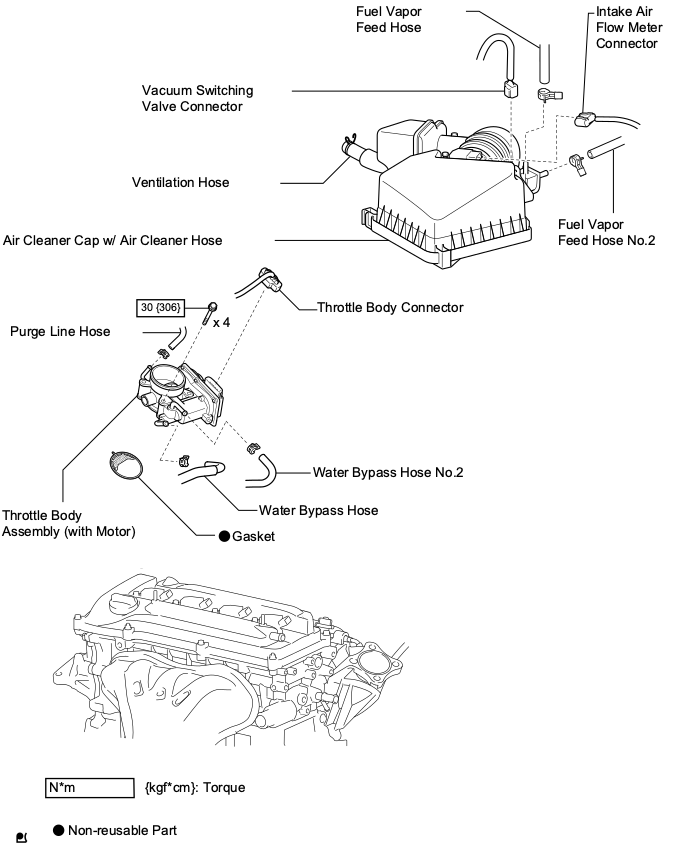 Fuel Vapor
Feed Hose
Intake Air
Flow Meter
Connector
Vacuum Switching
Valve Connector
Ventilation Hose
Fuel Vapor
Feed Hose No.2
Air Cleaner Cap w/ Air Cleaner Hose
Throttle Body Connector
30 {306}
x 4
Purge Line Hose
Water Bypass Hose No.2
Water Bypass Hose
Throttle Body
Assembly (with Motor)
Gasket
N*m
{kgf*cm}: Torque
Non-reusable Part